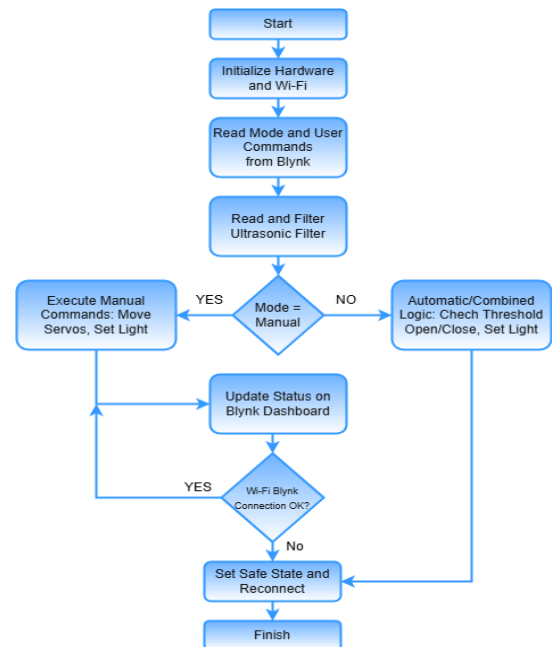 Start
Initialize Hardware
and Wi-Fi
Read Mode and User
Commands
from Blynk
Read and Filter
Ultrasonic Filter
Mode =
Manual
YES
NO
Execute Manual
Commands: Move
Servos, Set Light
Automatic/Combined
Logic: Chech Threshold
Open/Close, Set Light
Update Status on
Blynk Dashboard
Wi-Fi Blynk
Connection OK?
YES
No
Set Safe State and
Reconnect
Finish